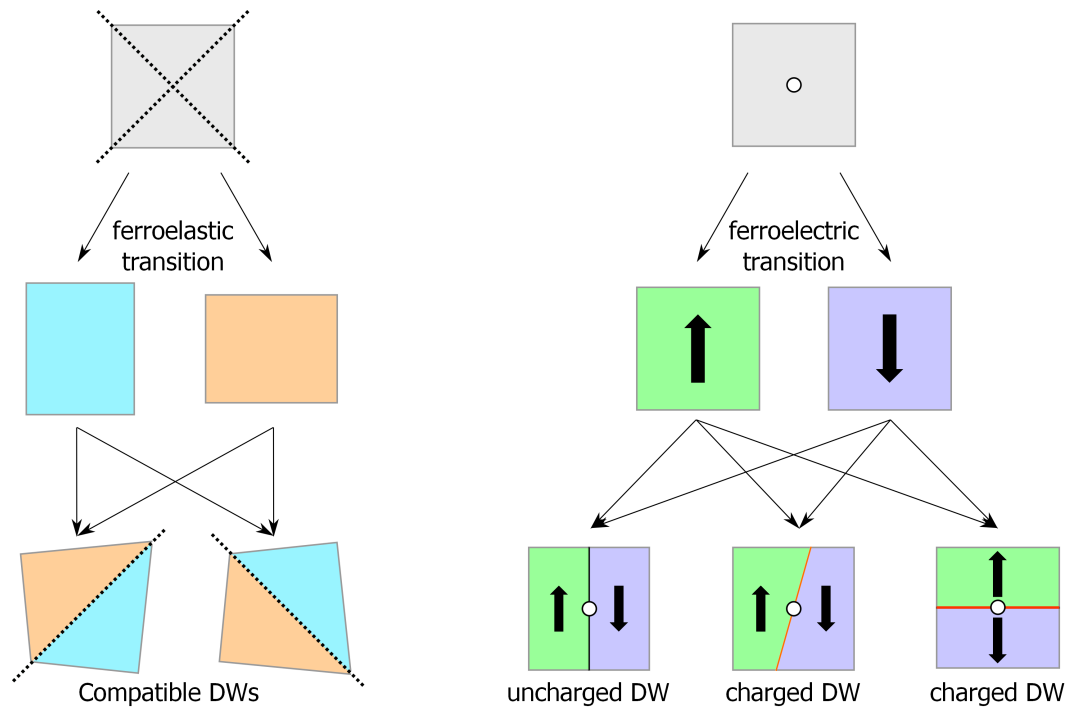 ferroelastic
transition
ferroelectric
transition
Compatible DWs
uncharged DW
charged DW
charged DW